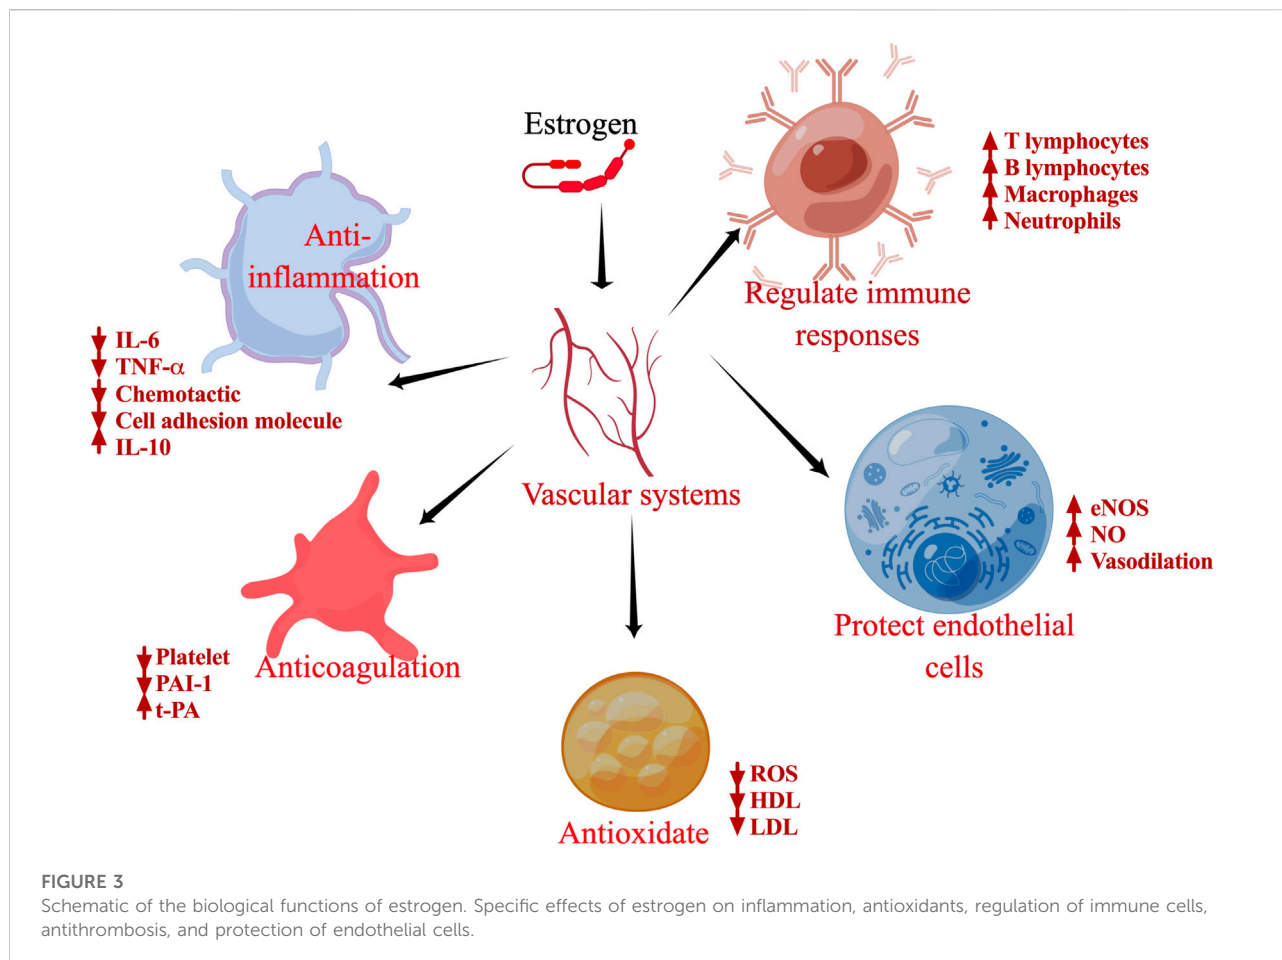 Estrogen
T lymphocytes
B lymphocytes
Macrophages
Neutrophils
Regulate immune
responses
Anti-
inflammation
IL-6
TNF-α
Chemotactic
Cell adhesion molecule
IL-10
Vascular systems
eNOS
NO
Vasodilation
Protect endothelial
cells
Anticoagulation
Platelet
PAI-1
t-PA
ROS
HDL
LDL
Antioxidate
FIGURE 3
Schematic of the biological functions of estrogen. Specific effects of estrogen on inflammation, antioxidants, regulation of immune cells,
antithrombosis, and protection of endothelial cells.